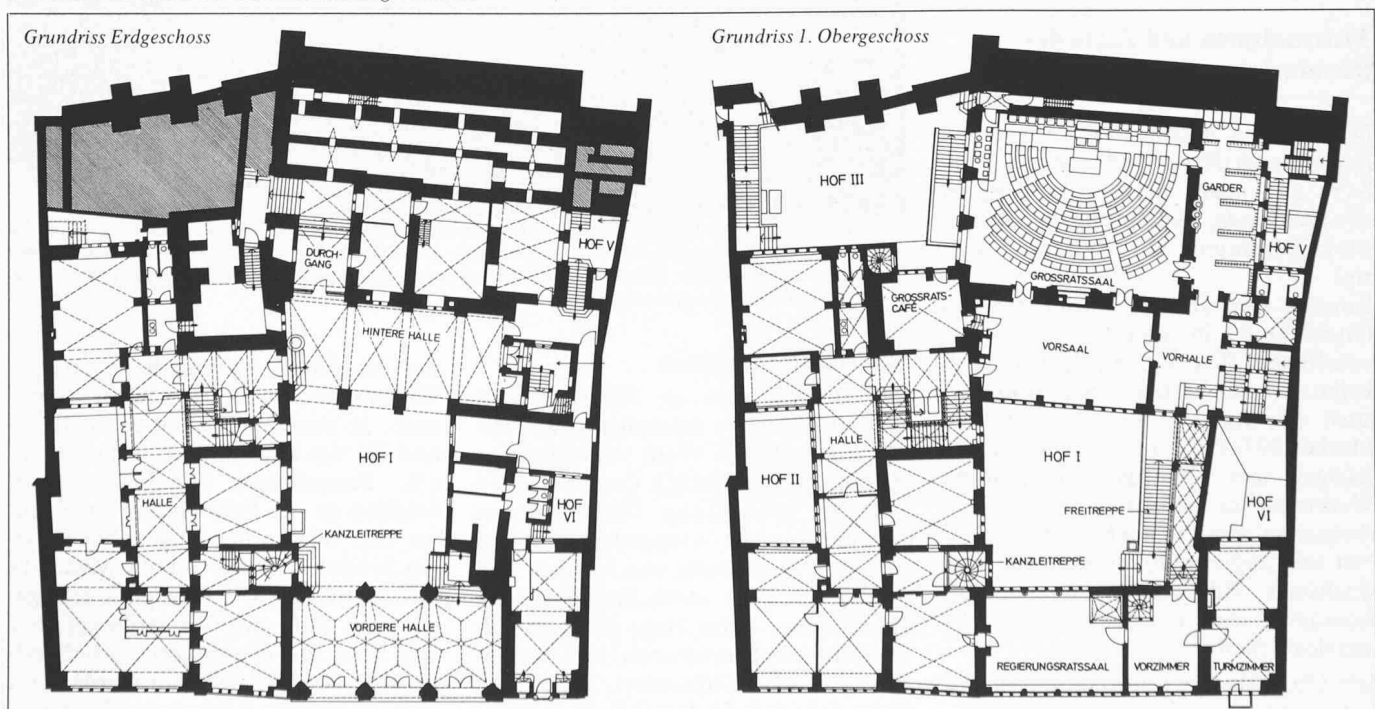 Grundriss Erdgeschoss
HOF V
DURCH-
GANG
HINTERE HALLE
HOF I
HALLE
HOF
VI
KANZLEITREPPE
VORDERE HALLE
Grundriss 1. Obergeschoss
HOF III
GARDER.
HOF V
GROSSRATSSAAL
GROSSRATS-
CAFÉ
VORSAAL
VORHALLE
HALLE
HOF I
HOF II
HOF
VI
FREITREPPE
KANZLEITREPPE
REGIERUNGSRATSSAAL
VORZIMMER
TURMZIMMER